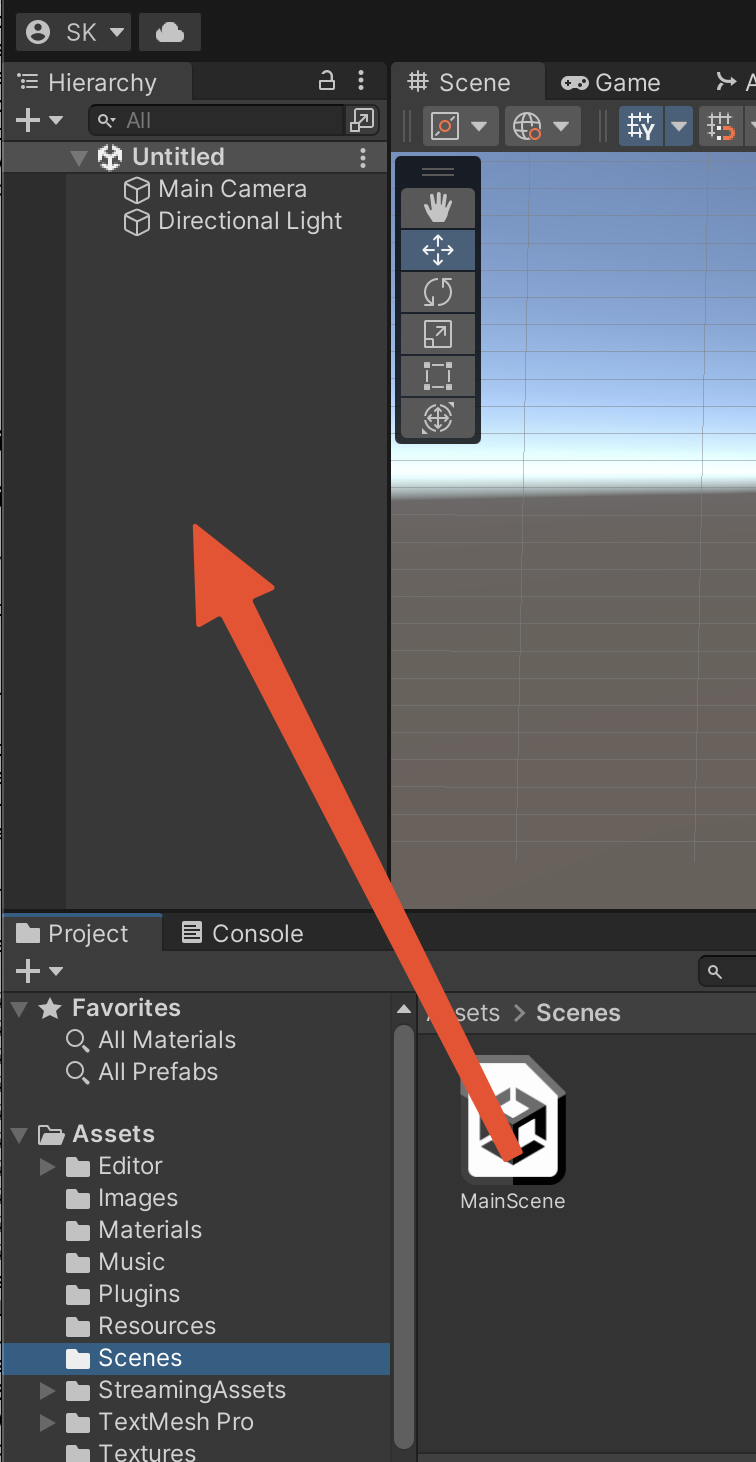 SK
Hierarchy
Scene
Game
A
All
Untitled
Main Camera
Directional Light
Project
Console
Favorites
All Materials
All Prefabs
Assets
Editor
Images
Materials
Music
Plugins
Resources
Scenes
StreamingAssets
TextMesh Pro
Textures
Assets > Scenes
MainScene